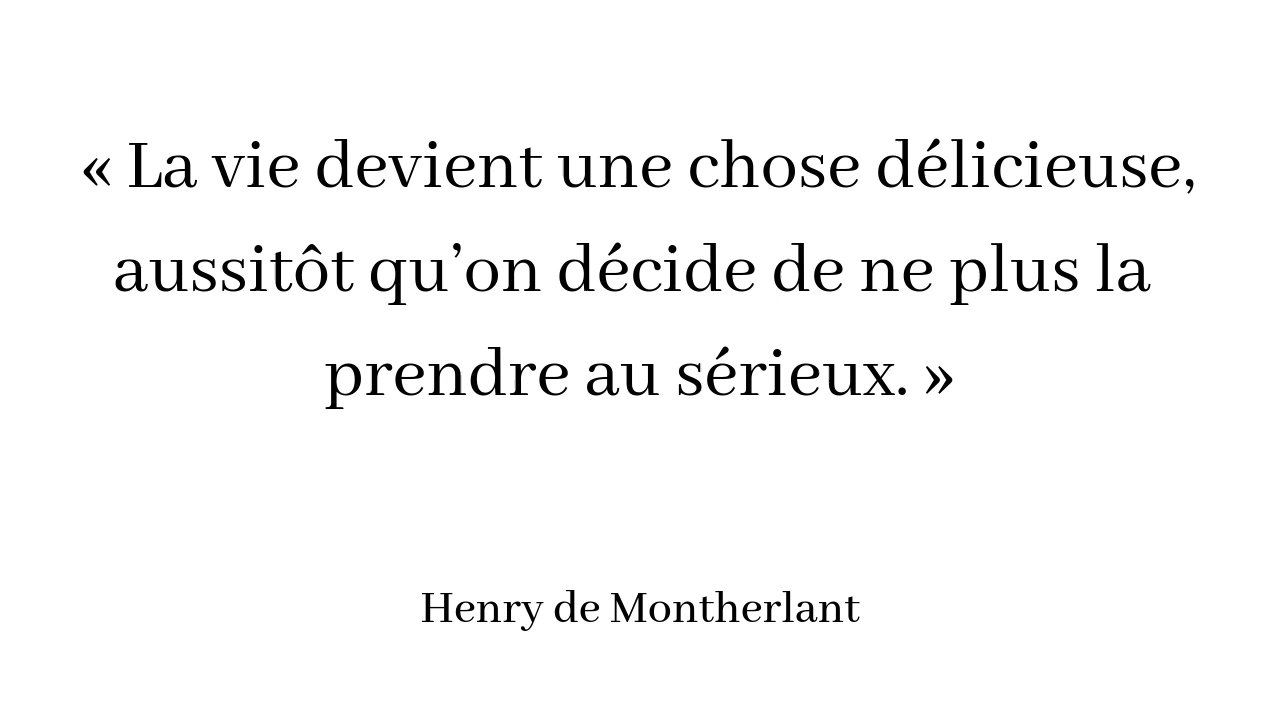 « La vie devient une chose délicieuse,
aussitôt qu’on décide de ne plus la
prendre au sérieux. »
Henry de Montherlant